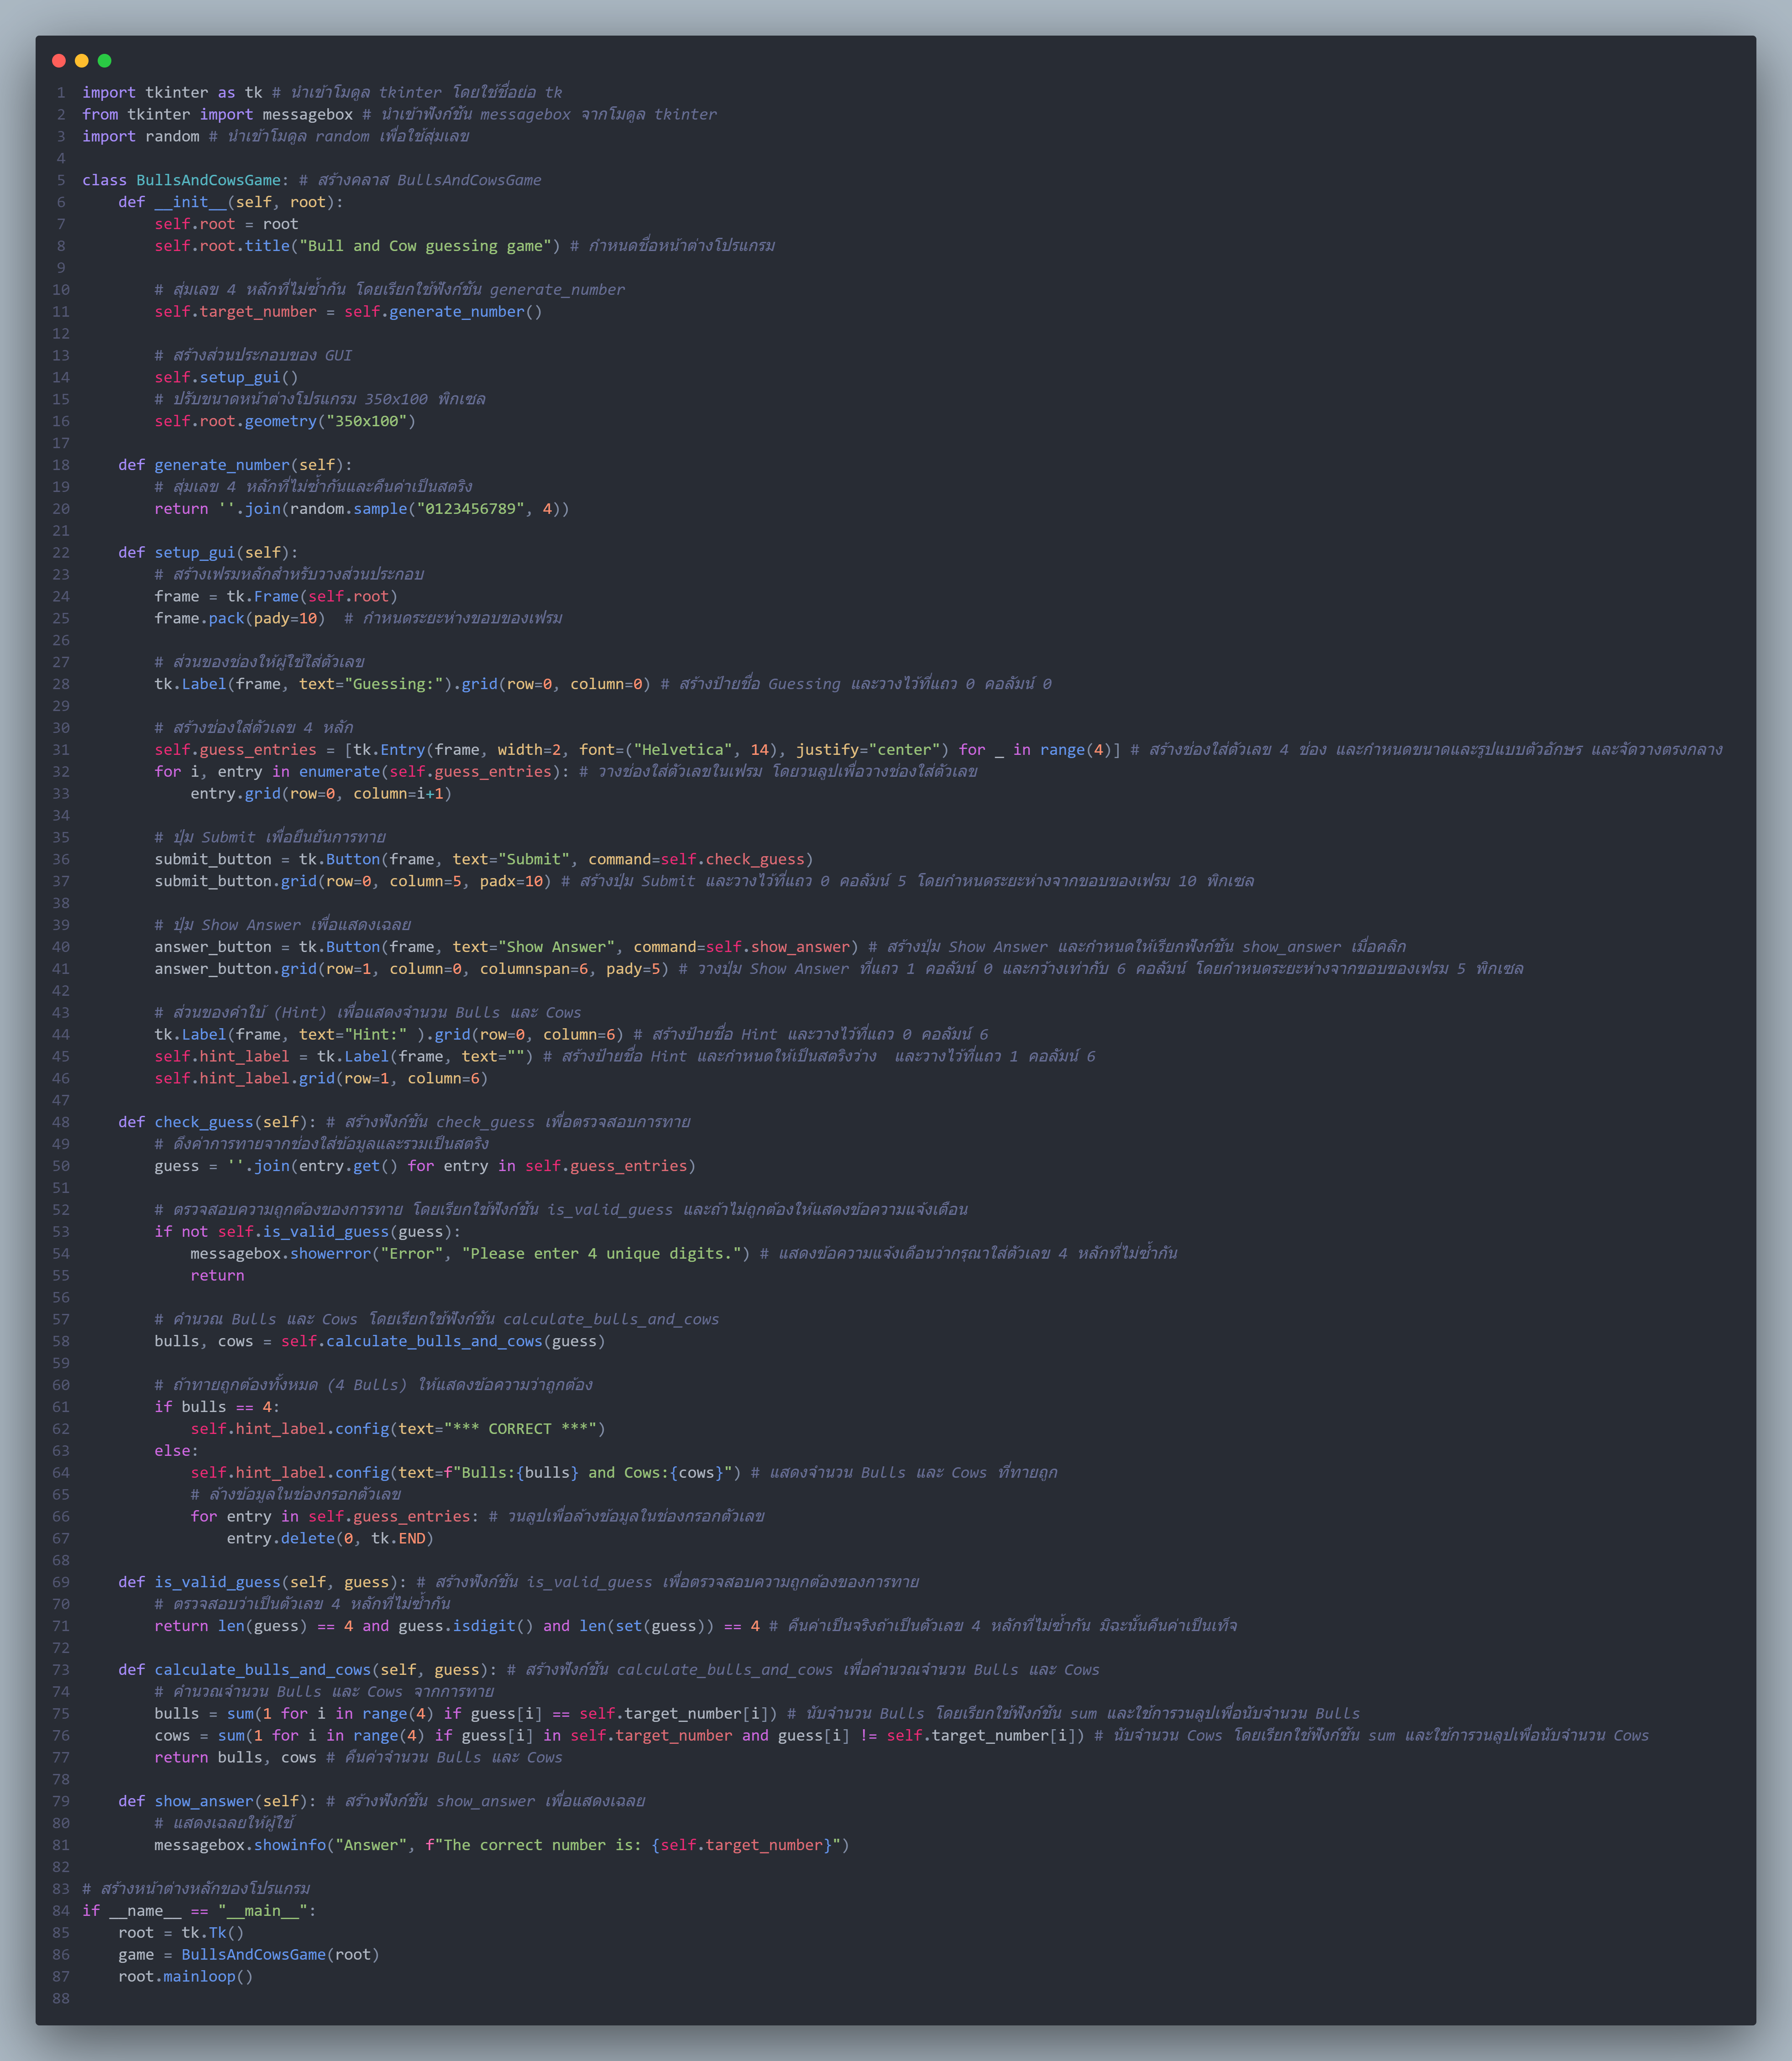 1 import tkinter as tk # นำเข้าโมดูล tkinter โดยใช้ชื่อย่อ tk
2 from tkinter import messagebox # นำเข้าฟังก์ชัน messagebox จากโมดูล tkinter
3 import random # นำเข้าโมดูล random เพื่อใช้สุ่มเลข
4
5 class BullsAndCowsGame: # สร้างคลาส BullsAndCowsGame
6     def __init__(self, root):
7         self.root = root
8         self.root.title("Bull and Cow guessing game") # กำหนดชื่อหน้าต่างโปรแกรม
9
10         # สุ่มเลข 4 หลักที่ไม่ซ้ำกัน โดยเรียกใช้ฟังก์ชัน generate_number
11         self.target_number = self.generate_number()
12
13         # สร้างส่วนประกอบของ GUI
14         self.setup_gui()
15         # ปรับขนาดหน้าต่างโปรแกรม 350x100 พิกเซล
16         self.root.geometry("350x100")
17
18     def generate_number(self):
19         # สุ่มเลข 4 หลักที่ไม่ซ้ำกันและคืนค่าเป็นสตริง
20         return ''.join(random.sample("0123456789", 4))
21
22     def setup_gui(self):
23         # สร้างเฟรมหลักสำหรับวางส่วนประกอบ
24         frame = tk.Frame(self.root)
25         frame.pack(pady=10)  # กำหนดระยะห่างขอบของเฟรม
26
27         # ส่วนของช่องให้ผู้ใช้ใส่ตัวเลข
28         tk.Label(frame, text="Guessing:").grid(row=0, column=0) # สร้างป้ายชื่อ Guessing และวางไว้ที่แถว 0 คอลัมน์ 0
29
30         # สร้างช่องใส่ตัวเลข 4 หลัก
31         self.guess_entries = [tk.Entry(frame, width=2, font=("Helvetica", 14), justify="center") for _ in range(4)] # สร้างช่องใส่ตัวเลข 4 ช่อง และกำหนดขนาดและรูปแบบตัวอักษร และจัดวางตรงกลาง
32         for i, entry in enumerate(self.guess_entries): # วางช่องใส่ตัวเลขในเฟรม โดยวนลูปเพื่อวางช่องใส่ตัวเลข
33             entry.grid(row=0, column=i+1)
34
35         # ปุ่ม Submit เพื่อยืนยันการทาย
36         submit_button = tk.Button(frame, text="Submit", command=self.check_guess)
37         submit_button.grid(row=0, column=5, padx=10) # สร้างปุ่ม Submit และวางไว้ที่แถว 0 คอลัมน์ 5 โดยกำหนดระยะห่างจากขอบของเฟรม 10 พิกเซล
38
39         # ปุ่ม Show Answer เพื่อแสดงเฉลย
40         answer_button = tk.Button(frame, text="Show Answer", command=self.show_answer) # สร้างปุ่ม Show Answer และกำหนดให้เรียกฟังก์ชัน show_answer เมื่อคลิก
41         answer_button.grid(row=1, column=0, columnspan=6, pady=5) # วางปุ่ม Show Answer ที่แถว 1 คอลัมน์ 0 และกว้างเท่ากับ 6 คอลัมน์ โดยกำหนดระยะห่างจากขอบของเฟรม 5 พิกเซล
42
43         # ส่วนของคำใบ้ (Hint) เพื่อแสดงจำนวน Bulls และ Cows
44         tk.Label(frame, text="Hint:" ).grid(row=0, column=6) # สร้างป้ายชื่อ Hint และวางไว้ที่แถว 0 คอลัมน์ 6
45         self.hint_label = tk.Label(frame, text="") # สร้างป้ายชื่อ Hint และกำหนดให้เป็นสตริงว่าง  และวางไว้ที่แถว 1 คอลัมน์ 6
46         self.hint_label.grid(row=1, column=6)
47
48     def check_guess(self): # สร้างฟังก์ชัน check_guess เพื่อตรวจสอบการทาย
49         # ดึงค่าการทายจากช่องใส่ข้อมูลและรวมเป็นสตริง
50         guess = ''.join(entry.get() for entry in self.guess_entries)
51
52         # ตรวจสอบความถูกต้องของการทาย โดยเรียกใช้ฟังก์ชัน is_valid_guess และถ้าไม่ถูกต้องให้แสดงข้อความแจ้งเตือน
53         if not self.is_valid_guess(guess):
54             messagebox.showerror("Error", "Please enter 4 unique digits.") # แสดงข้อความแจ้งเตือนว่ากรุณาใส่ตัวเลข 4 หลักที่ไม่ซ้ำกัน
55             return
56
57         # คำนวณ Bulls และ Cows โดยเรียกใช้ฟังก์ชัน calculate_bulls_and_cows
58         bulls, cows = self.calculate_bulls_and_cows(guess)
59
60         # ถ้าทายถูกต้องทั้งหมด (4 Bulls) ให้แสดงข้อความว่าถูกต้อง
61         if bulls == 4:
62             self.hint_label.config(text="*** CORRECT ***")
63         else:
64             self.hint_label.config(text=f"Bulls:{bulls} and Cows:{cows}") # แสดงจำนวน Bulls และ Cows ที่ทายถูก
65             # ล้างข้อมูลในช่องกรอกตัวเลข
66             for entry in self.guess_entries: # วนลูปเพื่อล้างข้อมูลในช่องกรอกตัวเลข
67                 entry.delete(0, tk.END)
68
69     def is_valid_guess(self, guess): # สร้างฟังก์ชัน is_valid_guess เพื่อตรวจสอบความถูกต้องของการทาย
70         # ตรวจสอบว่าเป็นตัวเลข 4 หลักที่ไม่ซ้ำกัน
71         return len(guess) == 4 and guess.isdigit() and len(set(guess)) == 4 # คืนค่าเป็นจริงถ้าเป็นตัวเลข 4 หลักที่ไม่ซ้ำกัน มิฉะนั้นคืนค่าเป็นเท็จ
72
73     def calculate_bulls_and_cows(self, guess): # สร้างฟังก์ชัน calculate_bulls_and_cows เพื่อคำนวณจำนวน Bulls และ Cows
74         # คำนวณจำนวน Bulls และ Cows จากการทาย
75         bulls = sum(1 for i in range(4) if guess[i] == self.target_number[i]) # นับจำนวน Bulls โดยเรียกใช้ฟังก์ชัน sum และใช้การวนลูปเพื่อนับจำนวน Bulls
76         cows = sum(1 for i in range(4) if guess[i] in self.target_number and guess[i] != self.target_number[i]) # นับจำนวน Cows โดยเรียกใช้ฟังก์ชัน sum และใช้การวนลูปเพื่อนับจำนวน Cows
77         return bulls, cows # คืนค่าจำนวน Bulls และ Cows
78
79     def show_answer(self): # สร้างฟังก์ชัน show_answer เพื่อแสดงเฉลย
80         # แสดงเฉลยให้ผู้ใช้
81         messagebox.showinfo("Answer", f"The correct number is: {self.target_number}")
82
83 # สร้างหน้าต่างหลักของโปรแกรม
84 if __name__ == "__main__":
85     root = tk.Tk()
86     game = BullsAndCowsGame(root)
87     root.mainloop()
88